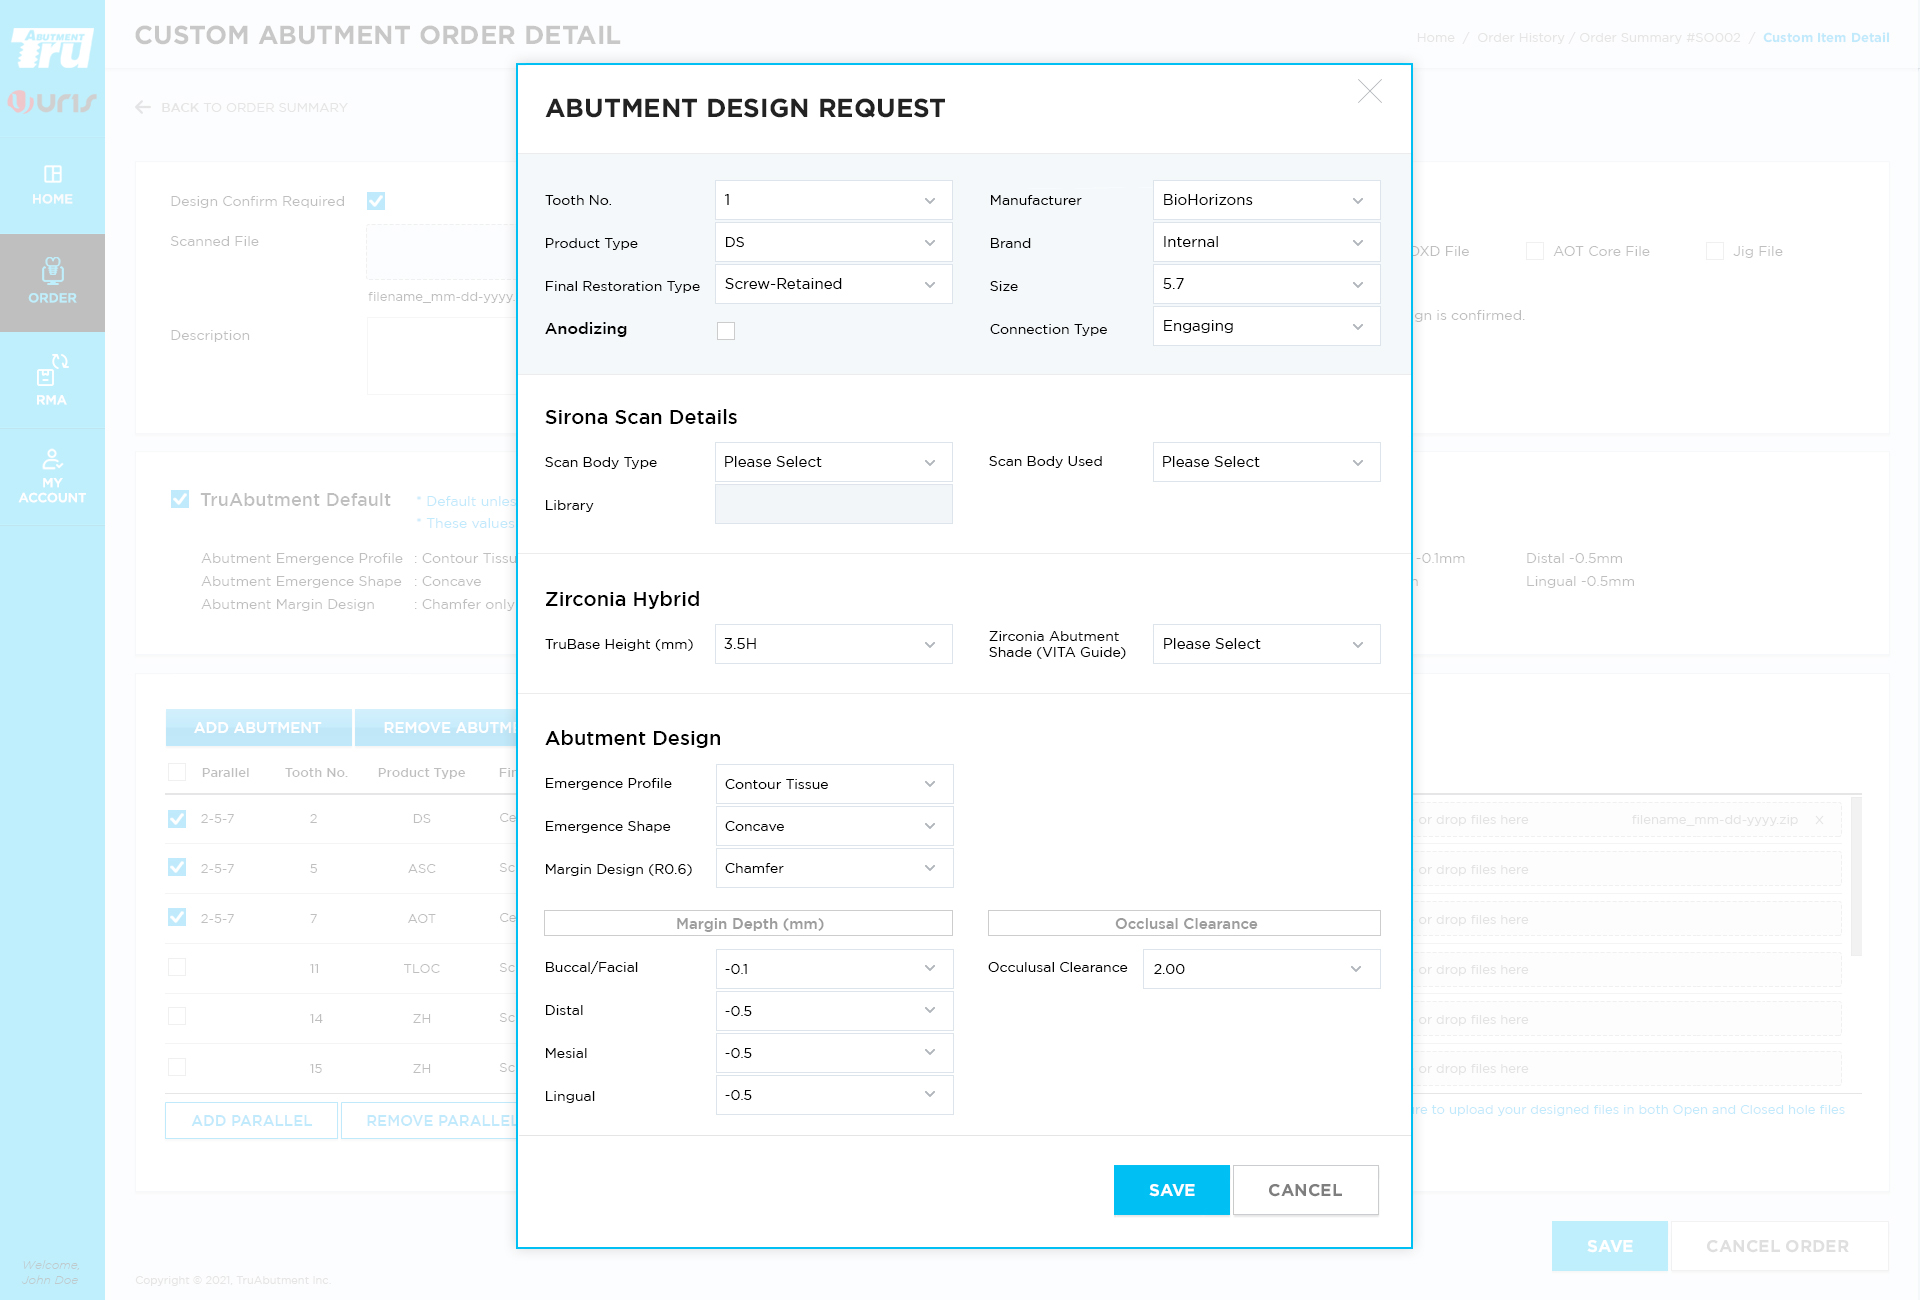 ABUTMENT
Tru
uris
HOME
ORDER
RMA
MY
ACCOUNT
Welcome,
John Doe
CUSTOM ABUTMENT ORDER DETAIL
Home / Order History / Order Summary #SO002 / Custom Item Detail
BACK TO ORDER SUMMARY
Design Confirm Required
Scanned File
filename_mm-dd-yyyy.
Description
DXD File
AOT Core File
Jig File
gn is confirmed.
TruAbutment Default
* Default unles
* These values
Abutment Emergence Profile : Contour Tissu
Abutment Emergence Shape : Concave
Abutment Margin Design : Chamfer only
-0.1mm Distal -0.5mm
Lingual -0.5mm
ADD ABUTMENT
REMOVE ABUTME
Parallel Tooth No. Product Type Fin
2-5-7 2 DS Ce
2-5-7 5 ASC Sc
2-5-7 7 AOT Ce
11 TLOC Sc
14 ZH Sc
15 ZH Sc
or drop files here filename_mm-dd-yyyy.zip x
or drop files here
or drop files here
or drop files here
or drop files here
or drop files here
ADD PARALLEL
REMOVE PARALLEL
re to upload your designed files in both Open and Closed hole files
SAVE
CANCEL ORDER
Copyright © 2021, TruAbutment Inc.
ABUTMENT DESIGN REQUEST
Tooth No. 1
Product Type DS
Final Restoration Type Screw-Retained
Anodizing
Manufacturer BioHorizons
Brand Internal
Size 5.7
Connection Type Engaging
Sirona Scan Details
Scan Body Type Please Select
Scan Body Used Please Select
Library
Zirconia Hybrid
TruBase Height (mm) 3.5H
Zirconia Abutment
Shade (VITA Guide) Please Select
Abutment Design
Emergence Profile Contour Tissue
Emergence Shape Concave
Margin Design (R0.6) Chamfer
Margin Depth (mm)
Buccal/Facial -0.1
Distal -0.5
Mesial -0.5
Lingual -0.5
Occlusal Clearance
Occulusal Clearance 2.00
SAVE
CANCEL